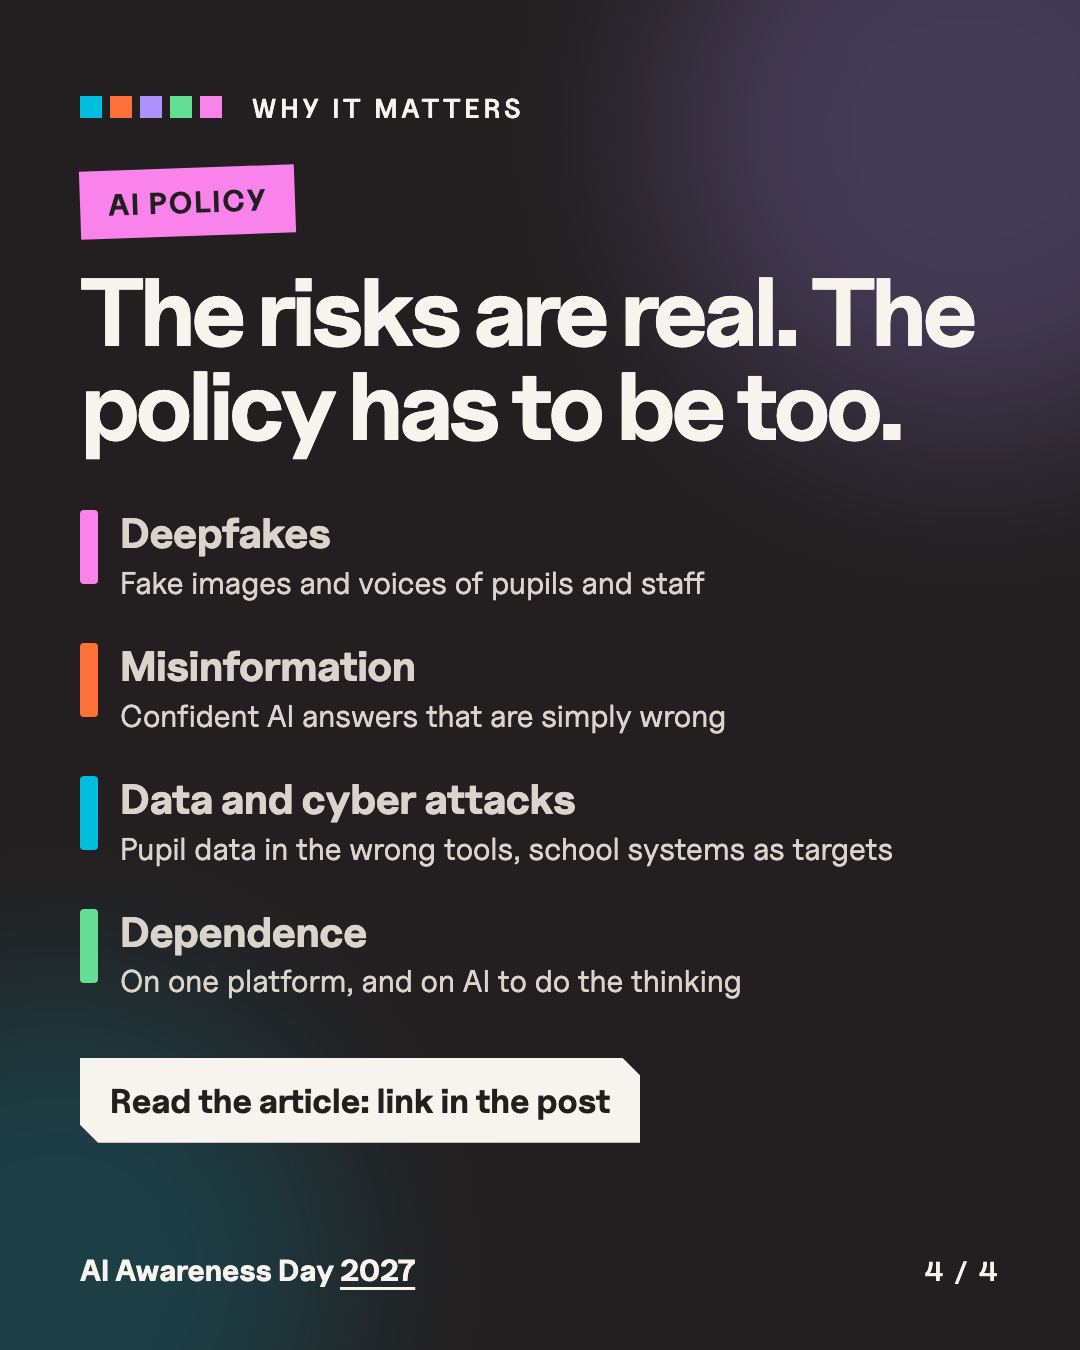 WHY IT MATTERS
AI POLICY
The risks are real. The
policy has to be too.
Deepfakes
Fake images and voices of pupils and staff
Misinformation
Confident AI answers that are simply wrong
Data and cyber attacks
Pupil data in the wrong tools, school systems as targets
Dependence
On one platform, and on AI to do the thinking
Read the article: link in the post
AI Awareness Day 2027
4 / 4